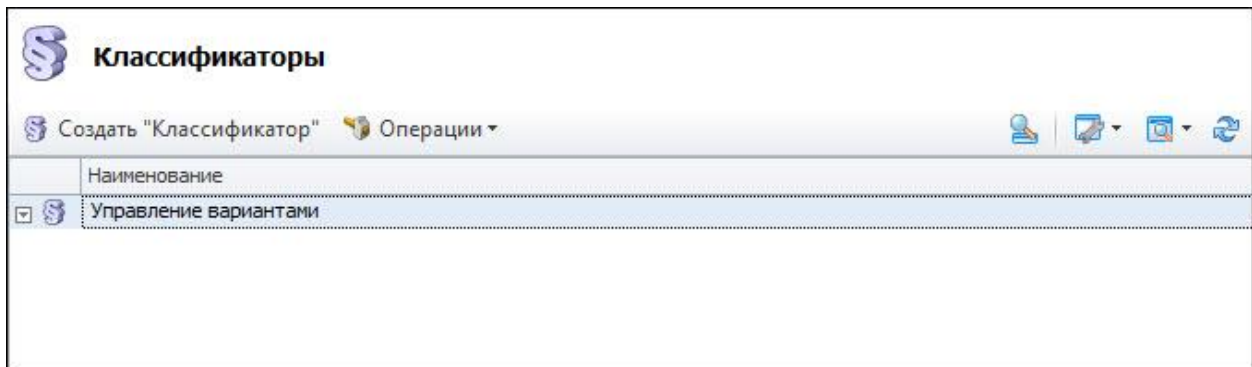 Классификаторы
Создать "Классификатор" Операции
Наименование
Управление вариантами